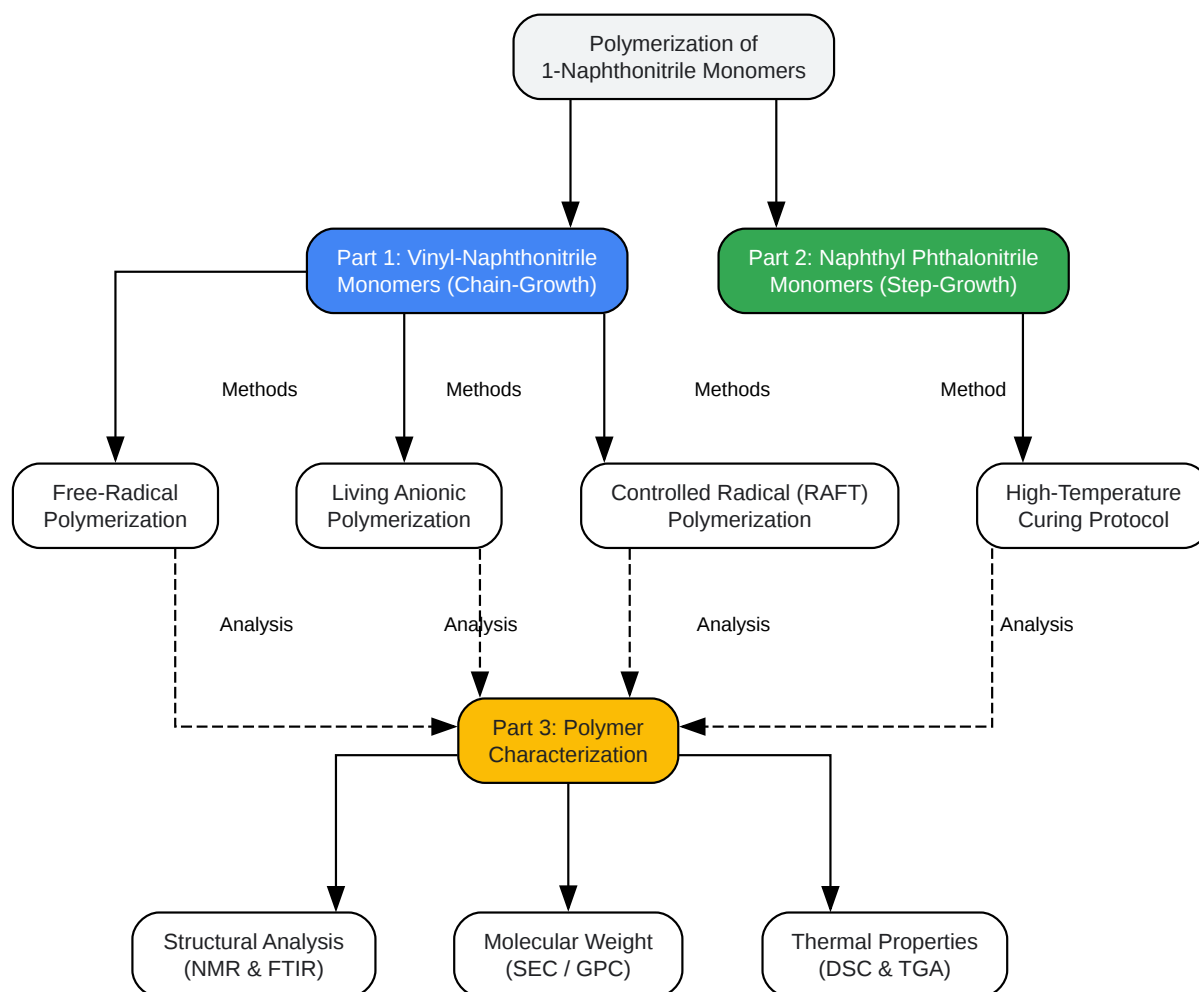 Polymerization of
1-Naphthonitrile Monomers
Part 1: Vinyl-Naphthonitrile
Monomers (Chain-Growth)
Part 2: Naphthyl Phthalonitrile
Monomers (Step-Growth)
Methods
Methods
Methods
Method
Free-Radical
Polymerization
Living Anionic
Polymerization
Controlled Radical (RAFT)
Polymerization
High-Temperature
Curing Protocol
Analysis
Analysis
Analysis
Analysis
Part 3: Polymer
Characterization
Structural Analysis
(NMR & FTIR)
Molecular Weight
(SEC / GPC)
Thermal Properties
(DSC & TGA)